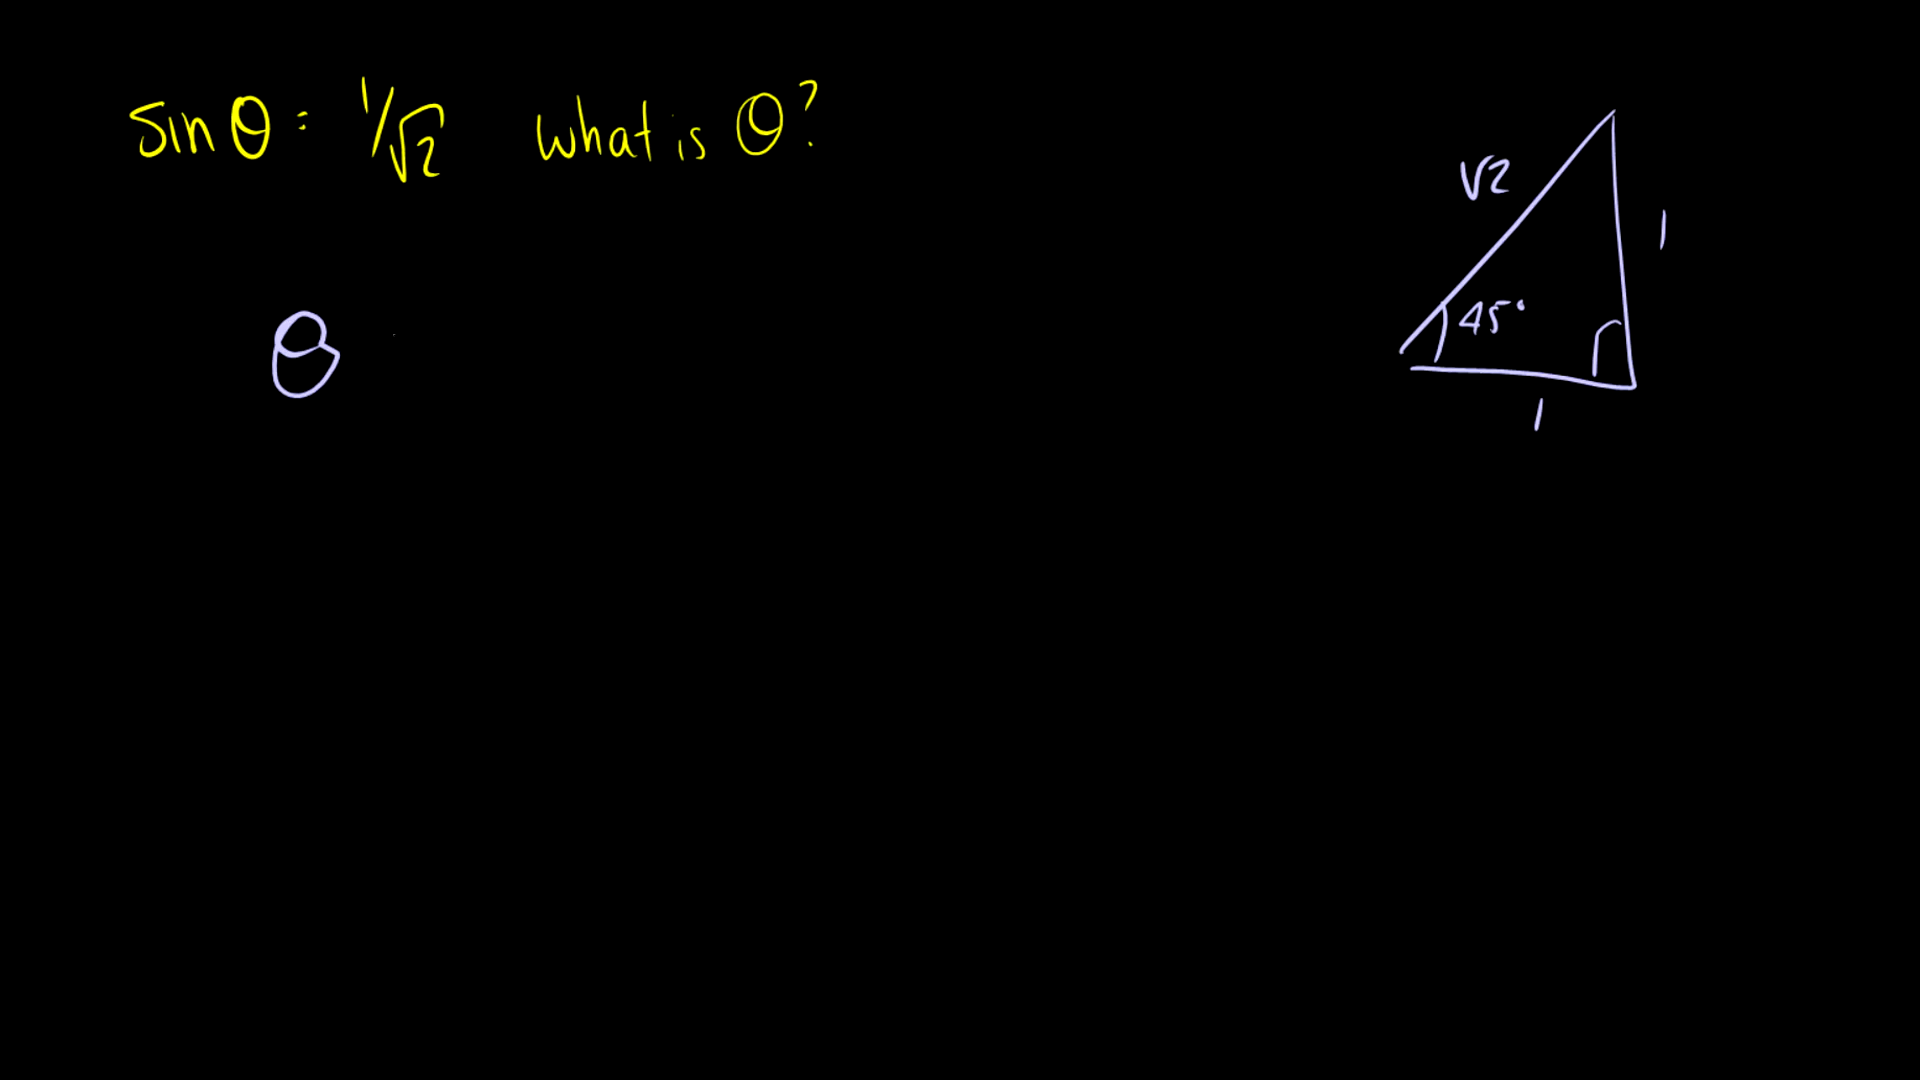 sin θ = 1/√2 what is θ?
√2
1
45°
θ
1